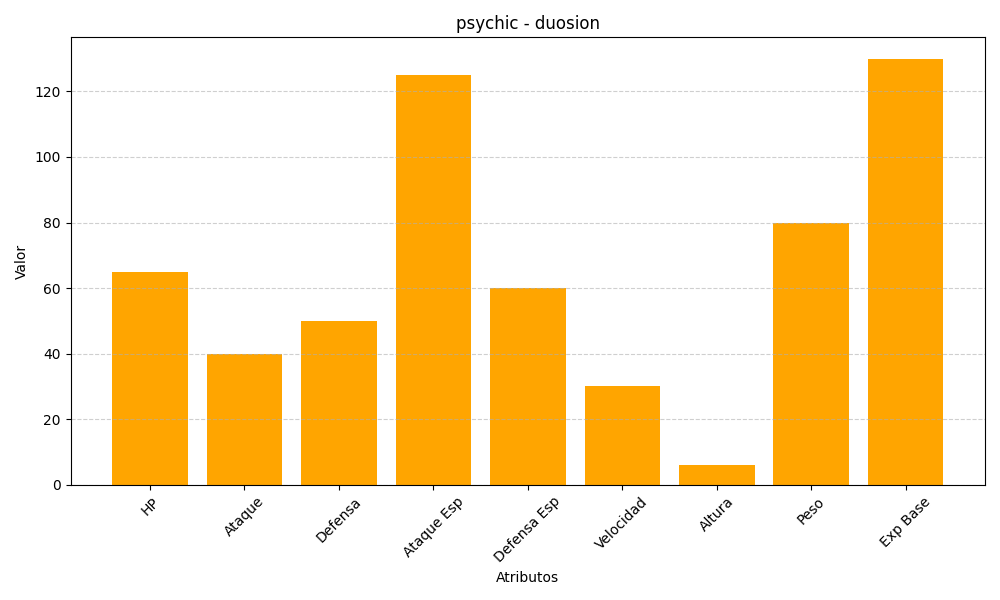 psychic - duosion
Valor
120
100
80
60
40
20
0
HP
Ataque
Defensa
Ataque Esp
Defensa Esp
Velocidad
Altura
Peso
Exp Base
Atributos